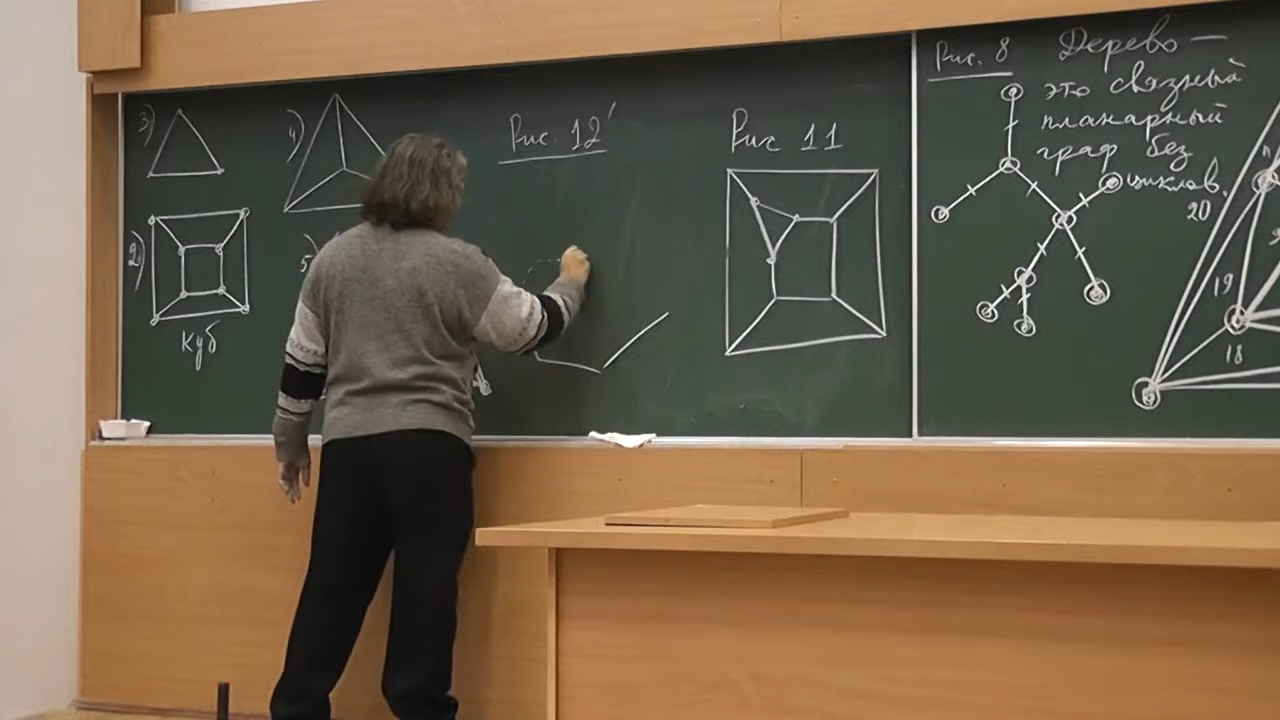 3)
4)
2)
куб
5
Рис. 12'
Рис 11
Рис. 8
Дерево —
это связный
планарный
граф без
циклов.
20
19
18